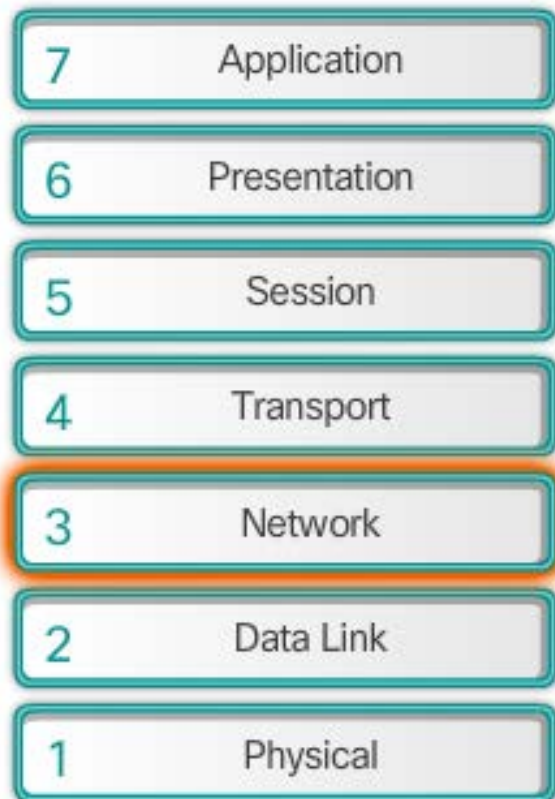 7 Application
6 Presentation
5 Session
4 Transport
3 Network
2 Data Link
1 Physical